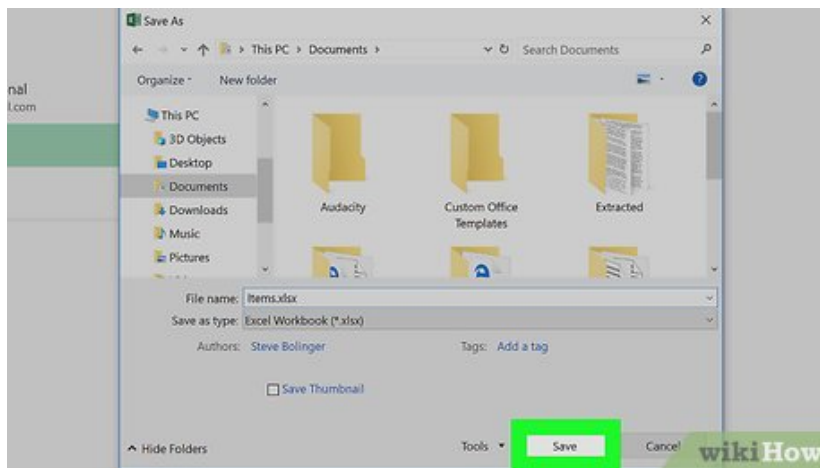 Save As
This PC > Documents >
Search Documents
Organize
New folder
?
nal
l.com
This PC
3D Objects
Desktop
Documents
Downloads
Music
Pictures
Audacity
Custom Office
Templates
Extracted
File name: Items.xlsx
Save as type: Excel Workbook (*.xlsx)
Authors: Steve Bolinger
Tags: Add a tag
Save Thumbnail
Hide Folders
Tools
Save
Cancel
wikiHow